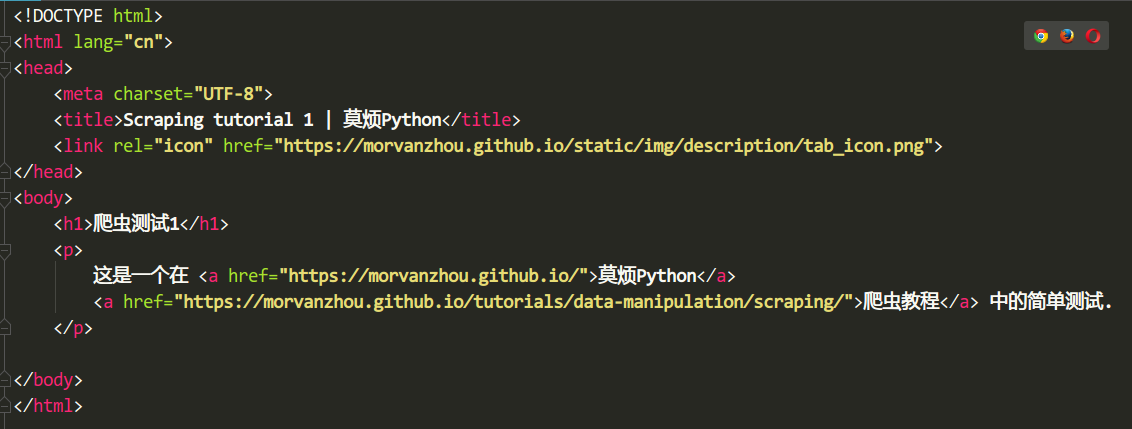 <!DOCTYPE html>
<html lang="cn">
<head>
    <meta charset="UTF-8">
    <title>Scraping tutorial 1 | 莫烦Python</title>
    <link rel="icon" href="https://morvanzhou.github.io/static/img/description/tab_icon.png">
</head>
<body>
    <h1>爬虫测试1</h1>
    <p>
        这是一个在 <a href="https://morvanzhou.github.io/">莫烦Python</a>
        <a href="https://morvanzhou.github.io/tutorials/data-manipulation/scraping/">爬虫教程</a> 中的简单测试.
    </p>

</body>
</html>